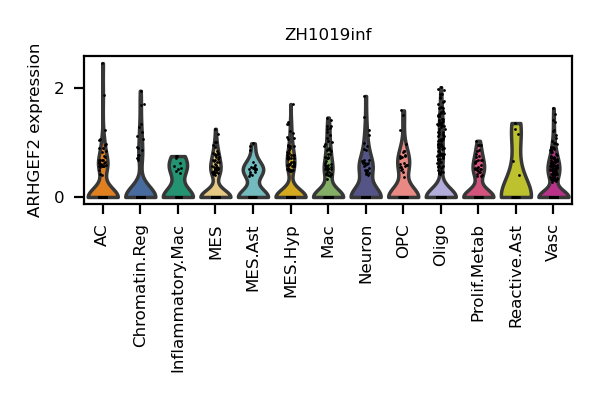 ZH1019inf
ARHGEF2 expression
2
0
AC
Chromatin.Reg
Inflammatory.Mac
MES
MES.Ast
MES.Hyp
Mac
Neuron
OPC
Oligo
Prolif.Metab
Reactive.Ast
Vasc